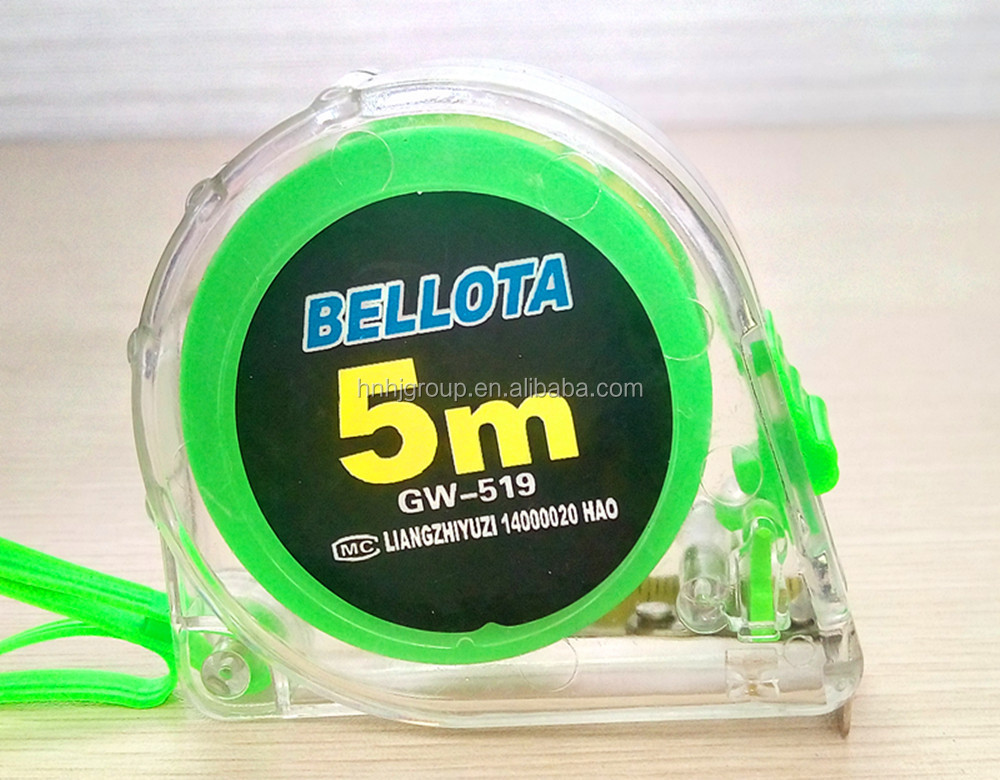 BELLOTA
5m
hnhjgroup.en.alibaba.com
GW-519
MC LIANGZHIYUZI 14000020 HAO